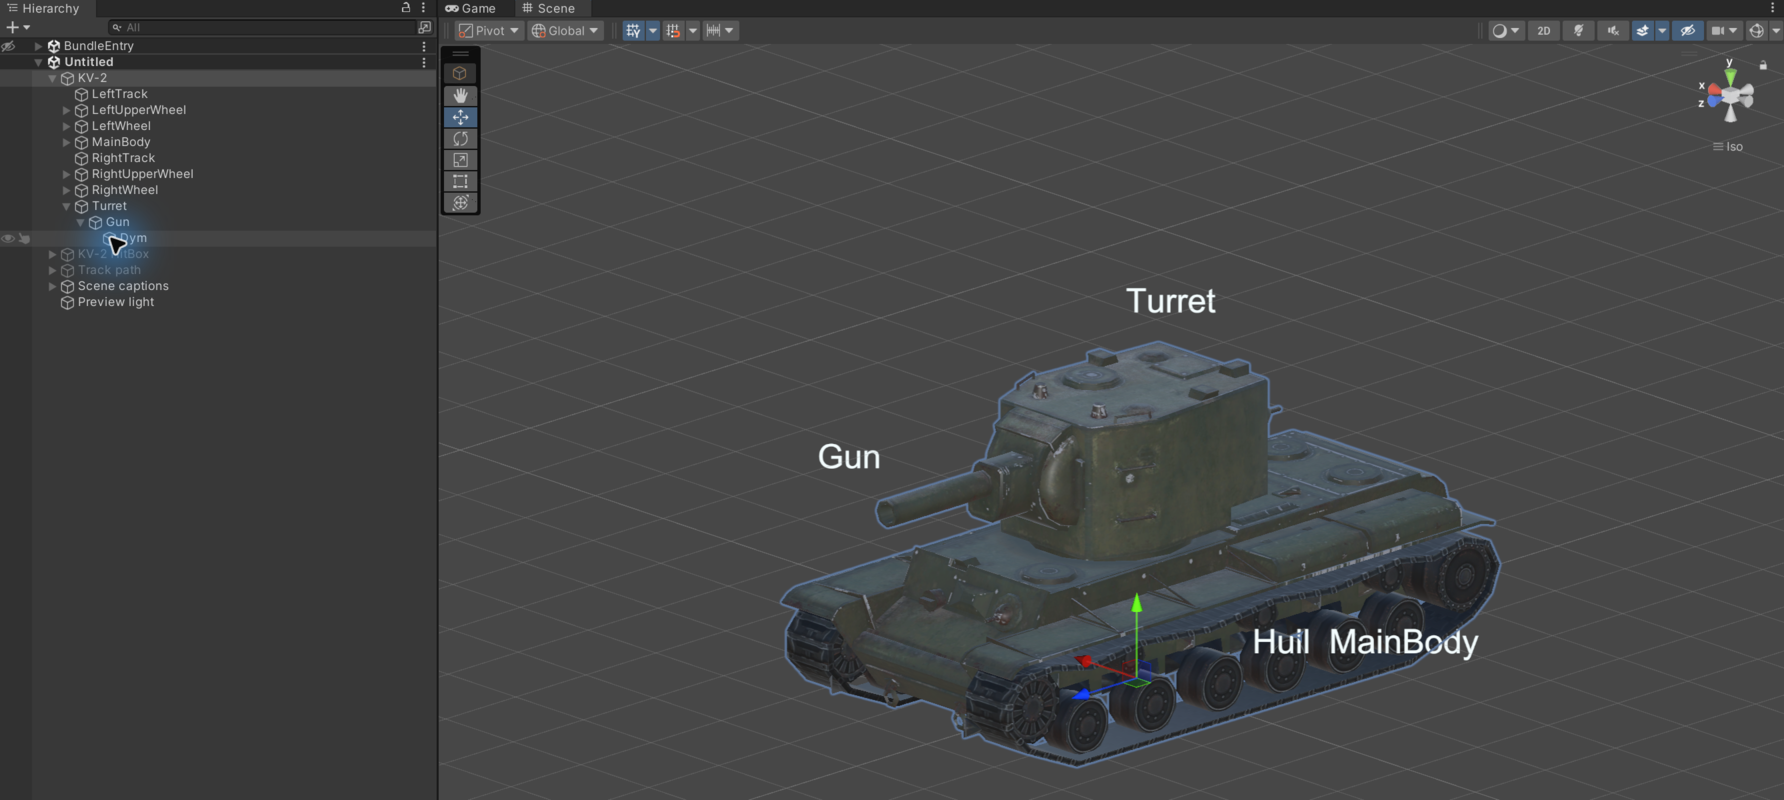 Hierarchy
Game
Scene
All
Pivot
Global
2D
BundleEntry
Untitled
KV-2
LeftTrack
LeftUpperWheel
LeftWheel
MainBody
RightTrack
RightUpperWheel
RightWheel
Turret
Gun
Track path
Scene captions
Preview light
y
x
z
Iso
Turret
Gun
Huil MainBody